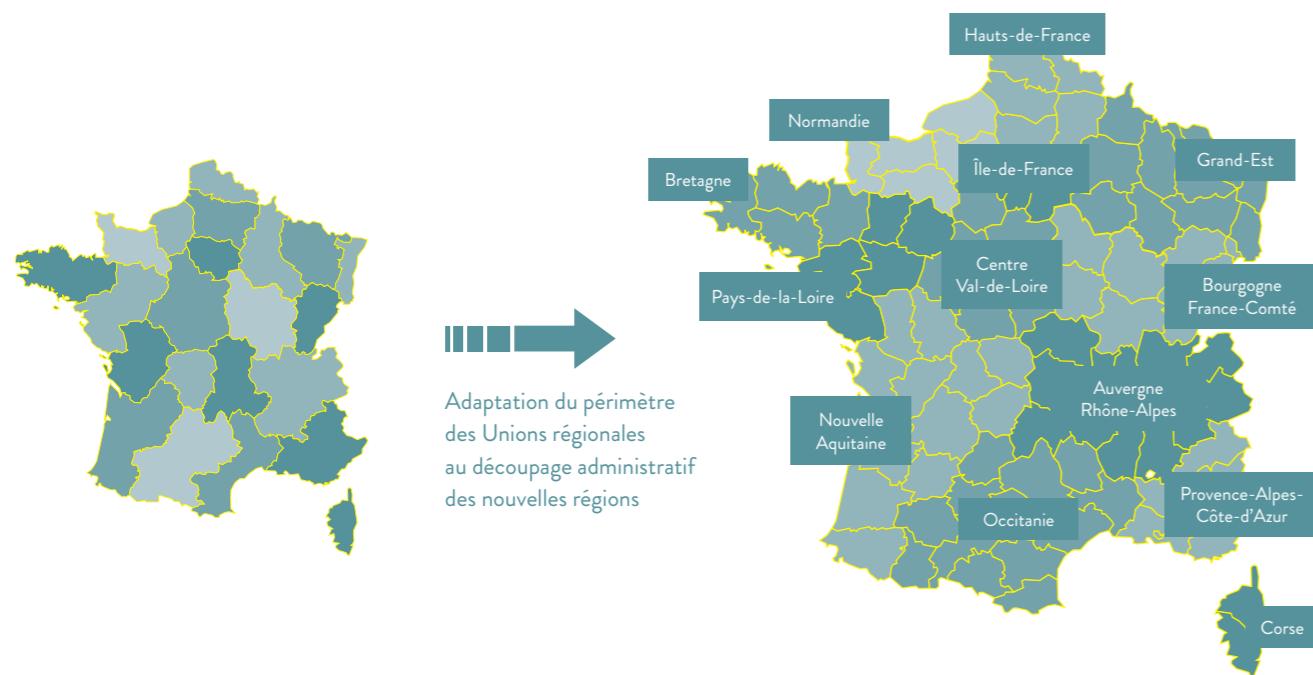 Hauts-de-France
Normandie
Bretagne
Île-de-France
Grand-Est
Centre
Val-de-Loire
Pays-de-la-Loire
Bourgogne
France-Comté
Adaptation du périmètre
des Unions régionales
au découpage administratif
des nouvelles régions
Auvergne
Rhône-Alpes
Nouvelle
Aquitaine
Provence-Alpes-
Côte-d'Azur
Occitanie
Corse